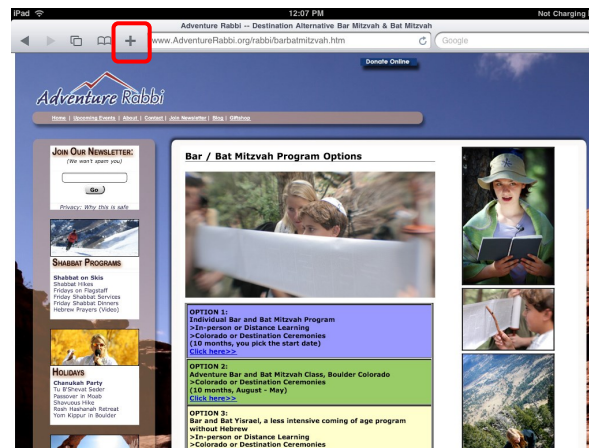 iPad
12:07 PM
Not Charging
Adventure Rabbi -- Destination Alternative Bar Mitzvah & Bat Mitzvah
www.AdventureRabbi.org/rabbi/barbatmitzvah.htm
Google
Donate Online
Adventure Rabbi
Home | Upcoming Events | About | Contact | Join Newsletter | Blog | Giftshop
JOIN OUR NEWSLETTER:
(We won't spam you)
Go
Privacy: Why this is safe
SHABBAT PROGRAMS
Shabbat on Skis
Shabbat Hikes
Fridays on Flagstaff
Friday Shabbat Services
Friday Shabbat Dinners
Hebrew Prayers (Video)
HOLIDAYS
Chanukah Party
Tu B'Shevat Seder
Passover in Moab
Shavuous Hike
Rosh Hashanah Retreat
Yom Kippur in Boulder
Bar / Bat Mitzvah Program Options
OPTION 1:
Individual Bar and Bat Mitzvah Program
>In-person or Distance Learning
>Colorado or Destination Ceremonies
(10 months, you pick the start date)
Click here>>
OPTION 2:
Adventure Bar and Bat Mitzvah Class, Boulder Colorado
>Colorado or Destination Ceremonies
(10 months, August - May)
Click here>>
OPTION 3:
Bar and Bat Yisrael, a less intensive coming of age program
without Hebrew
>In-person or Distance Learning
>Colorado or Destination Ceremonies